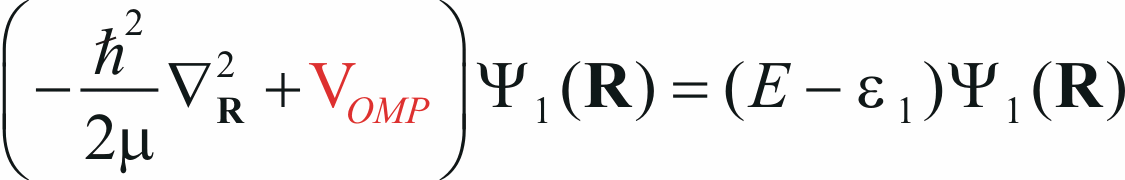 (−ħ²/2μ ∇²_R + V_OMP) Ψ₁(R) = (E − ε₁)Ψ₁(R)